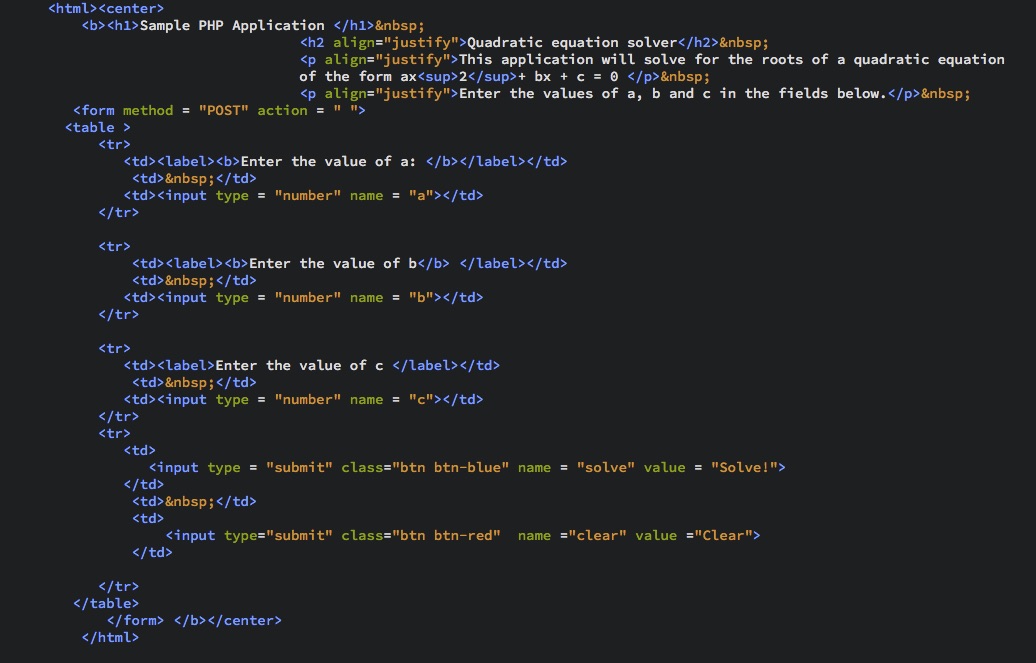 <html><center>
<b><h1>Sample PHP Application </h1>&nbsp;
<h2 align="justify">Quadratic equation solver</h2>&nbsp;
<p align="justify">This application will solve for the roots of a quadratic equation
of the form ax<sup>2</sup>+ bx + c = 0 </p>&nbsp;
<p align="justify">Enter the values of a, b and c in the fields below.</p>&nbsp;
<form method = "POST" action = " ">
<table >
<tr>
<td><label><b>Enter the value of a: </b></label></td>
<td>&nbsp;</td>
<td><input type = "number" name = "a"></td>
</tr>
<tr>
<td><label><b>Enter the value of b</b> </label></td>
<td>&nbsp;</td>
<td><input type = "number" name = "b"></td>
</tr>
<tr>
<td><label>Enter the value of c </label></td>
<td>&nbsp;</td>
<td><input type = "number" name = "c"></td>
</tr>
<tr>
<td>
<input type = "submit" class="btn btn-blue" name = "solve" value = "Solve!">
</td>
<td>&nbsp;</td>
<td>
<input type="submit" class="btn btn-red"  name ="clear" value ="Clear">
</td>
</tr>
</table>
</form> </b></center>
</html>